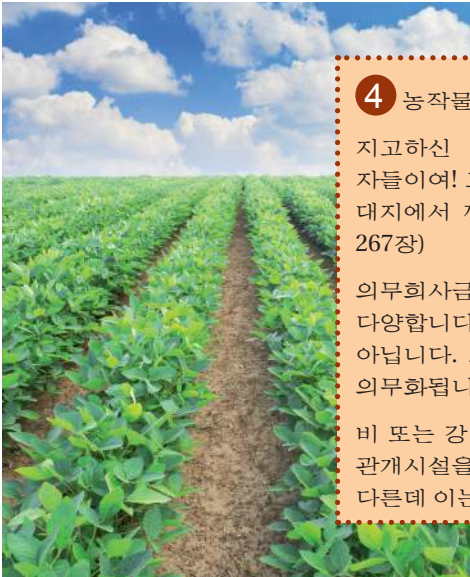 4 농작물
지고하신
자들이여!
대지에서
267장)
의무희사금
다양합니다
아닙니다.
의무화됩니
비 또는 강
관개시설을
다른데 이는